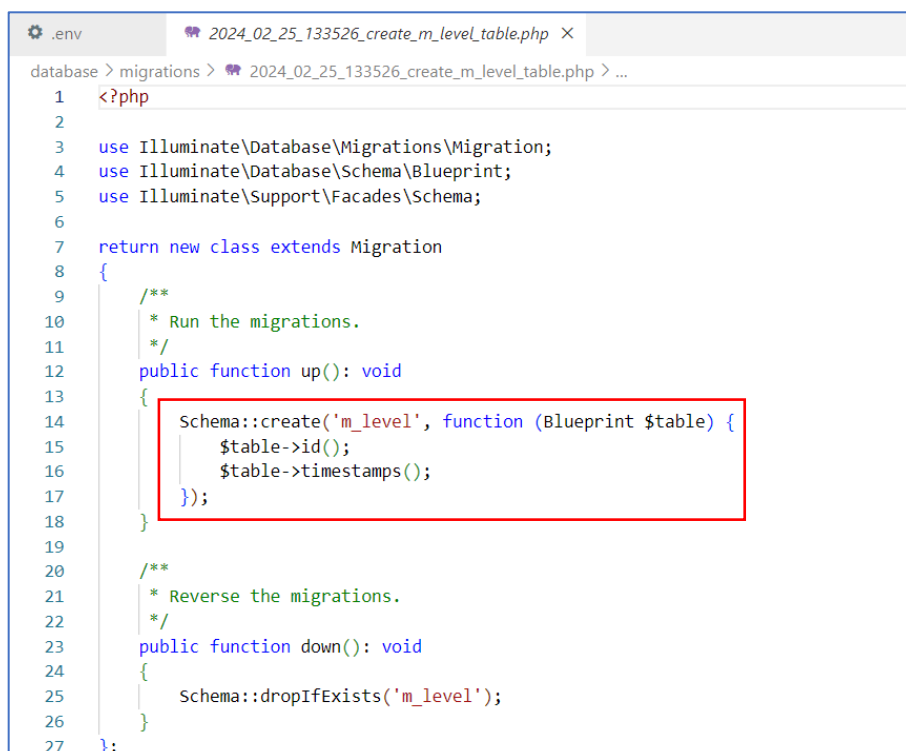 .env 2024_02_25_133526_create_m_level_table.php ×
database > migrations > 2024_02_25_133526_create_m_level_table.php > ...
1 <?php
2
3 use Illuminate\Database\Migrations\Migration;
4 use Illuminate\Database\Schema\Blueprint;
5 use Illuminate\Support\Facades\Schema;
6
7 return new class extends Migration
8 {
9     /**
10      * Run the migrations.
11      */
12     public function up(): void
13     {
14         Schema::create('m_level', function (Blueprint $table) {
15             $table->id();
16             $table->timestamps();
17         });
18     }
19
20     /**
21      * Reverse the migrations.
22      */
23     public function down(): void
24     {
25         Schema::dropIfExists('m_level');
26     }
27 };